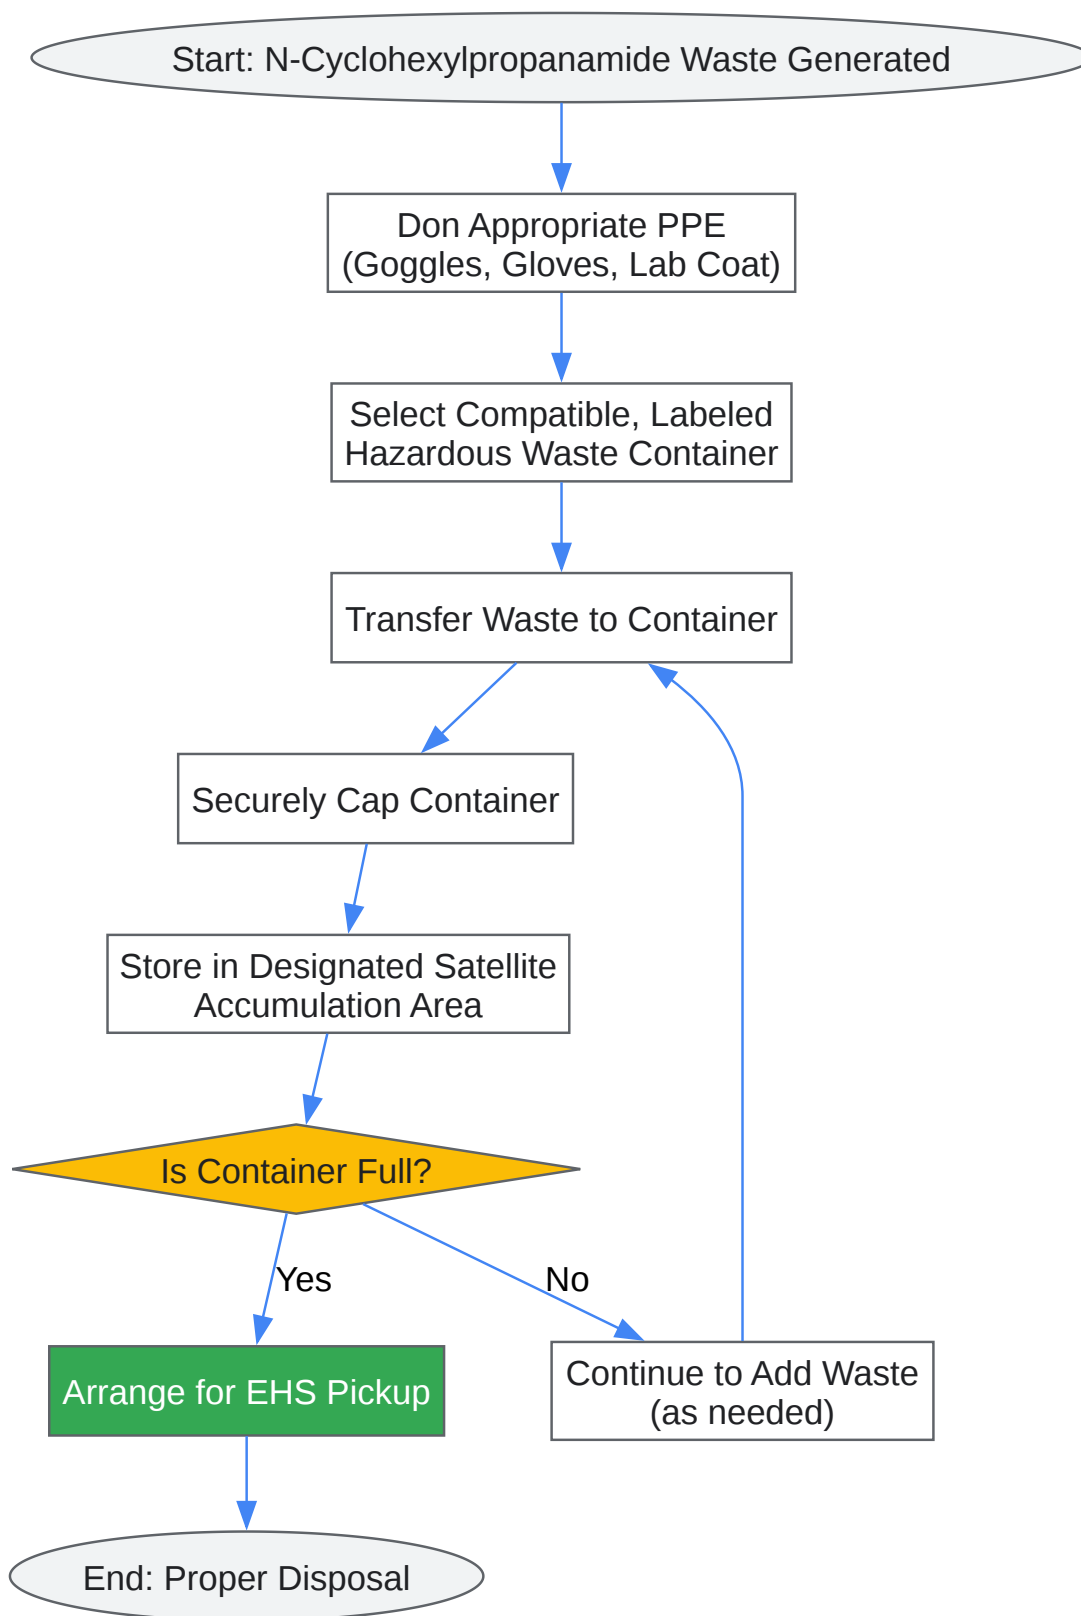 Start: N-Cyclohexylpropanamide Waste Generated
Don Appropriate PPE
(Goggles, Gloves, Lab Coat)
Select Compatible, Labeled
Hazardous Waste Container
Transfer Waste to Container
Securely Cap Container
Store in Designated Satellite
Accumulation Area
Is Container Full?
Yes
No
Arrange for EHS Pickup
Continue to Add Waste
(as needed)
End: Proper Disposal